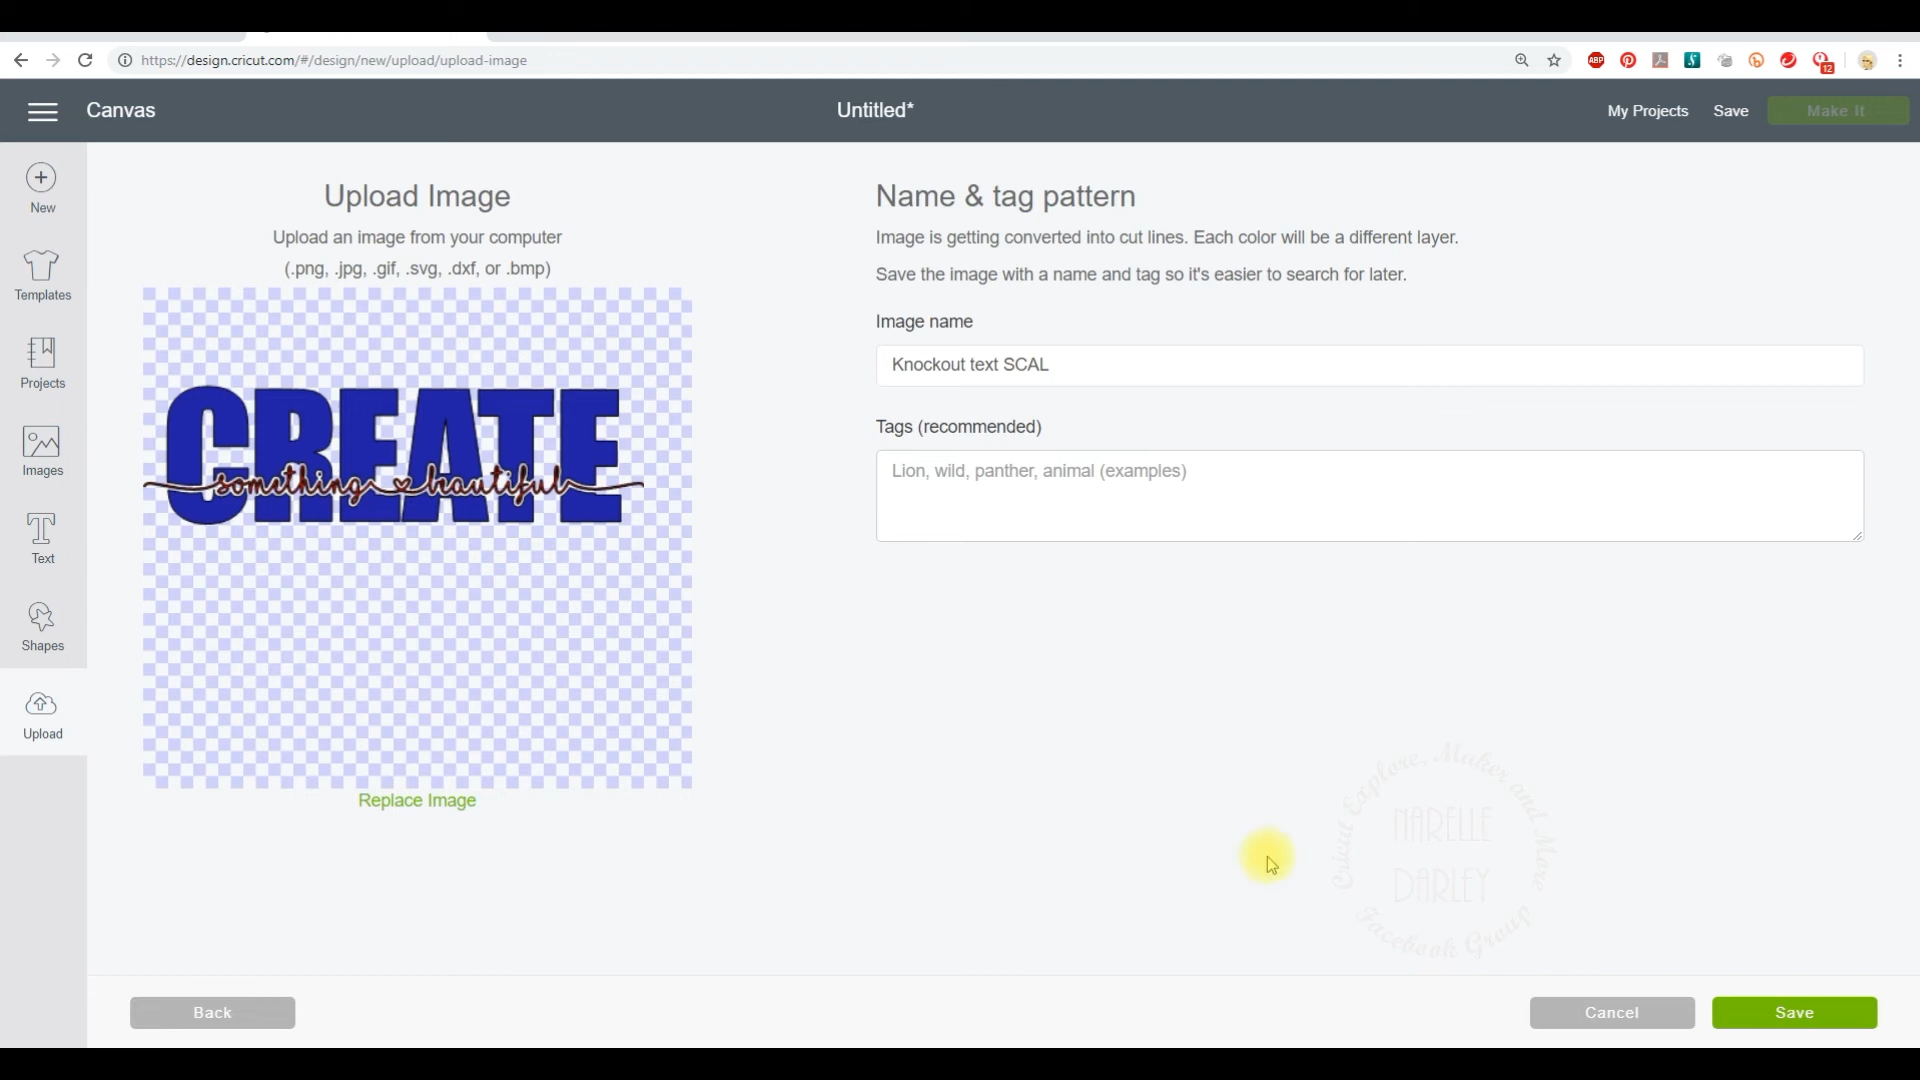 https://design.cricut.com/#/design/new/upload/upload-image
ABP
12
Canvas
Untitled*
My Projects
Save
Make It
New
Templates
Projects
Images
Text
Shapes
Upload
Upload Image
Upload an image from your computer
(.png, .jpg, .gif, .svg, .dxf, or .bmp)
CREATE
something beautiful
Replace Image
Name & tag pattern
Image is getting converted into cut lines. Each color will be a different layer.
Save the image with a name and tag so it's easier to search for later.
Image name
Knockout text SCAL
Tags (recommended)
Lion, wild, panther, animal (examples)
Cricut Explore, Maker and More
NARELLE
DARLEY
Facebook Group
Back
Cancel
Save